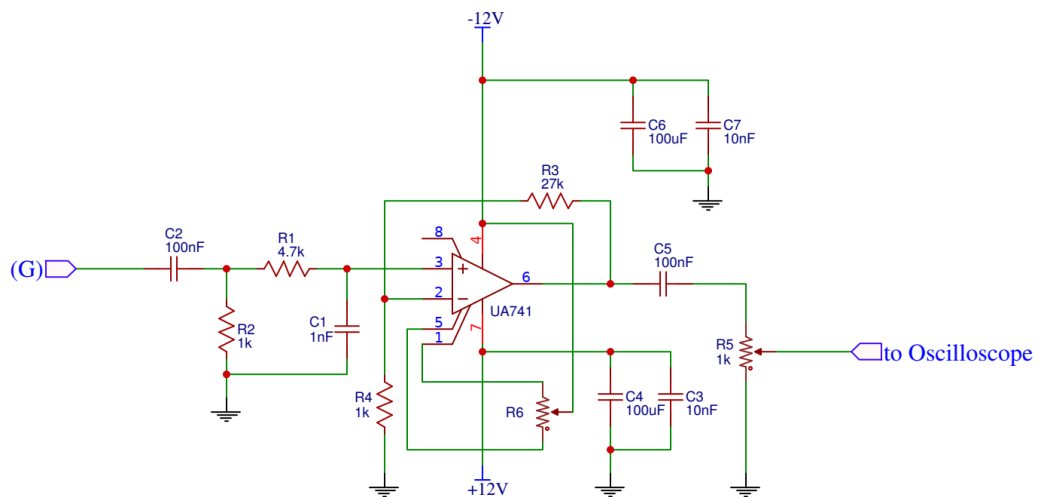 -12V
C6
100uF
C7
10nF
R3
27k
C2
100nF
R1
4.7k
8
4
C5
100nF
(G)
3
+
6
2
−
UA741
R2
1k
C1
1nF
5
1
7
R5
1k
to Oscilloscope
R4
1k
R6
C4
100uF
C3
10nF
+12V